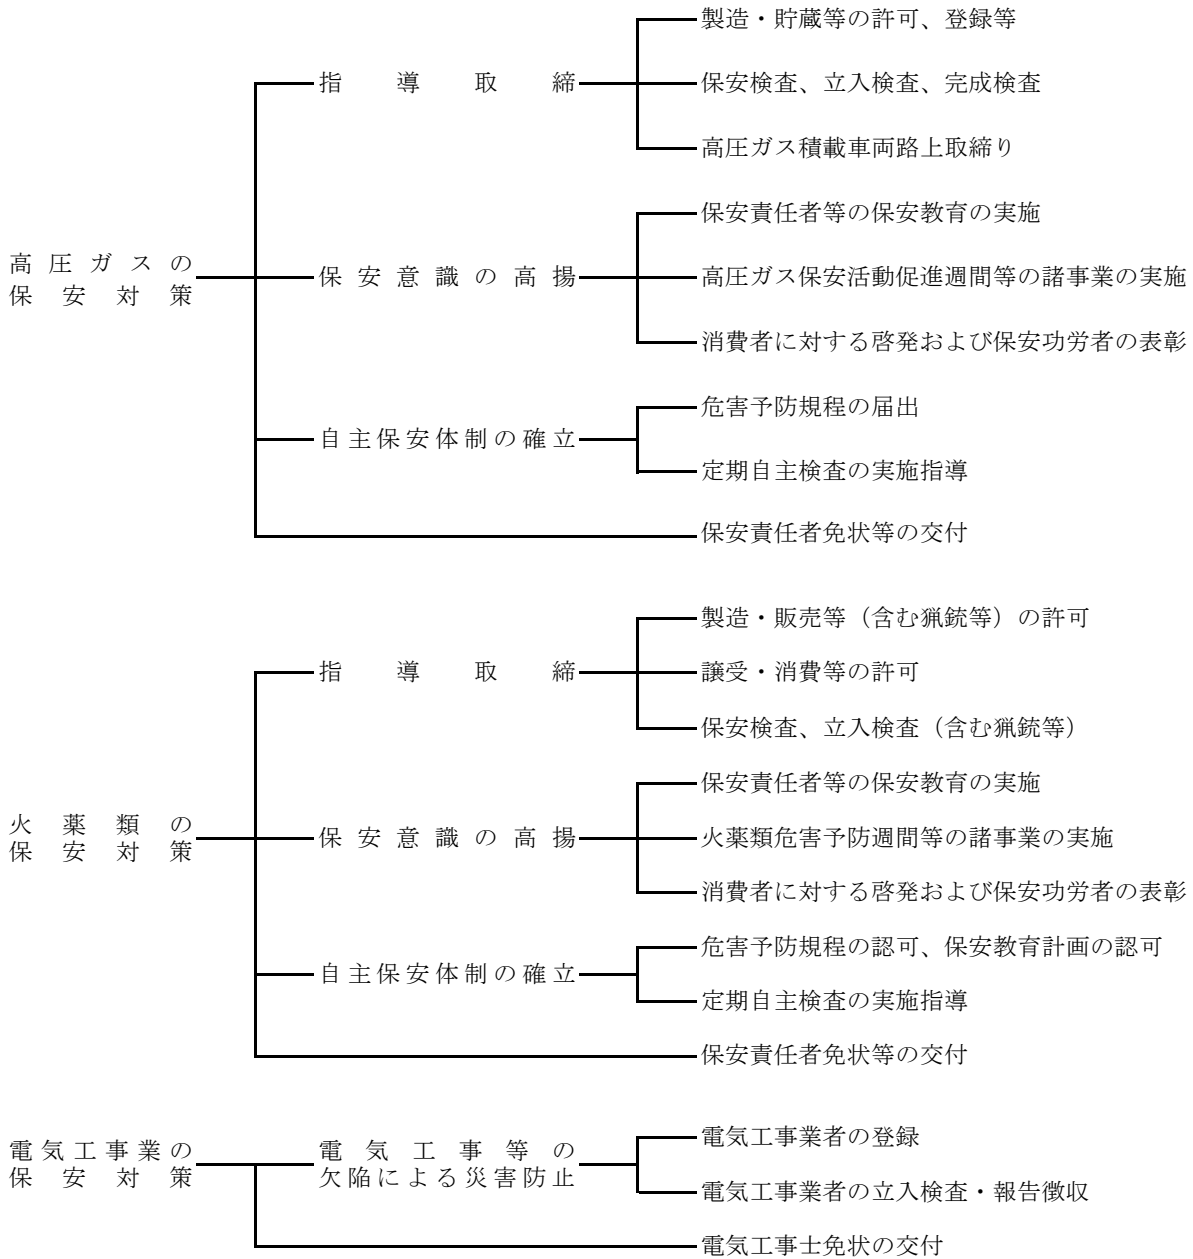 高圧ガスの
保安対策
指導取締
製造・貯蔵等の許可、登録等
保安検査、立入検査、完成検査
高圧ガス積載車両路上取締り
保安意識の高揚
保安責任者等の保安教育の実施
高圧ガス保安活動促進週間等の諸事業の実施
消費者に対する啓発および保安功労者の表彰
自主保安体制の確立
危害予防規程の届出
定期自主検査の実施指導
保安責任者免状等の交付
火薬類の
保安対策
指導取締
製造・販売等（含む猟銃等）の許可
譲受・消費等の許可
保安検査、立入検査（含む猟銃等）
保安意識の高揚
保安責任者等の保安教育の実施
火薬類危害予防週間等の諸事業の実施
消費者に対する啓発および保安功労者の表彰
自主保安体制の確立
危害予防規程の認可、保安教育計画の認可
定期自主検査の実施指導
保安責任者免状等の交付
電気工事業の
保安対策
電気工事等の
欠陥による災害防止
電気工事業者の登録
電気工事業者の立入検査・報告徴収
電気工事士免状の交付